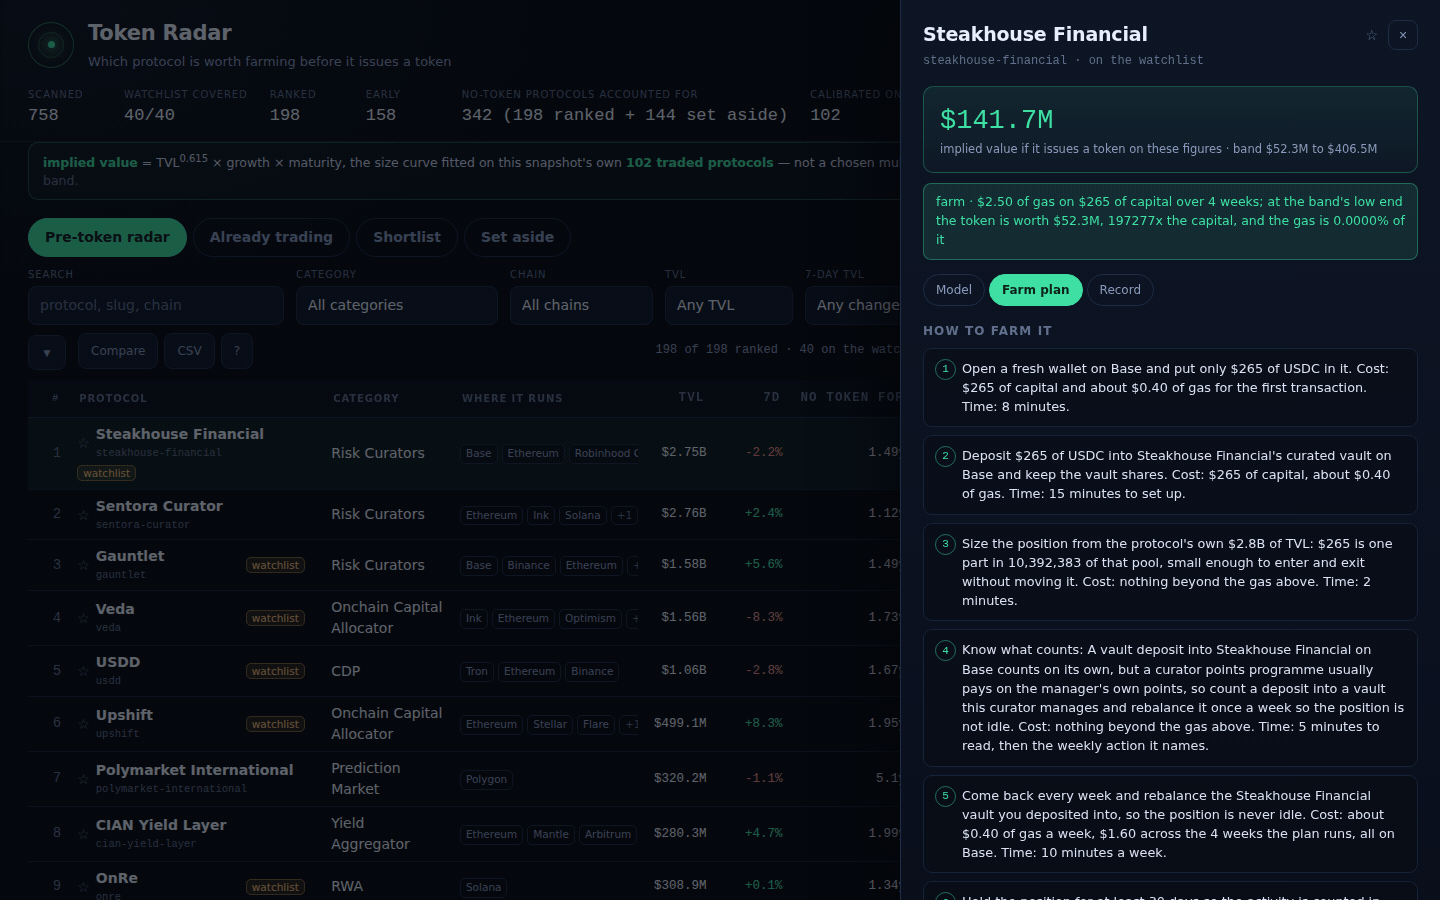 Token Radar
Which protocol is worth farming before it issues a token
SCANNED
758
WATCHLIST COVERED
40/40
RANKED
198
EARLY
158
NO-TOKEN PROTOCOLS ACCOUNTED FOR
342 (198 ranked + 144 set aside)
CALIBRATED ON
102
implied value = TVL0.615 × growth × maturity, the size curve fitted on this snapshot's own 102 traded protocols — not a chosen mu
band.
Pre-token radar
Already trading
Shortlist
Set aside
SEARCH
protocol, slug, chain
CATEGORY
All categories
CHAIN
All chains
TVL
Any TVL
7-DAY TVL
Any change
▼
Compare
CSV
?
198 of 198 ranked · 40 on the watc
# PROTOCOL CATEGORY WHERE IT RUNS TVL 7D NO TOKEN FOR
1 ☆ Steakhouse Financial
steakhouse-financial
watchlist
Risk Curators
Base Ethereum Robinhood C
$2.75B -2.2% 1.49
2 ☆ Sentora Curator
sentora-curator
Risk Curators
Ethereum Ink Solana +1
$2.76B +2.4% 1.12
3 ☆ Gauntlet
gauntlet
watchlist
Risk Curators
Base Binance Ethereum +
$1.58B +5.6% 1.49
4 ☆ Veda
veda
watchlist
Onchain Capital
Allocator
Ink Ethereum Optimism +
$1.56B -8.3% 1.73
5 ☆ USDD
usdd
watchlist
CDP
Tron Ethereum Binance
$1.06B -2.8% 1.67
6 ☆ Upshift
upshift
watchlist
Onchain Capital
Allocator
Ethereum Stellar Flare +1
$499.1M +8.3% 1.95
7 ☆ Polymarket International
polymarket-international
Prediction
Market
Polygon
$320.2M -1.1% 5.1
8 ☆ CIAN Yield Layer
cian-yield-layer
Yield
Aggregator
Ethereum Mantle Arbitrum
$280.3M +4.7% 1.99
9 ☆ OnRe
onre
watchlist
RWA
Solana
$308.9M +0.1% 1.34
Steakhouse Financial
☆ ×
steakhouse-financial · on the watchlist
$141.7M
implied value if it issues a token on these figures · band $52.3M to $406.5M
farm · $2.50 of gas on $265 of capital over 4 weeks; at the band's low end
the token is worth $52.3M, 197277x the capital, and the gas is 0.0000% of
it
Model
Farm plan
Record
HOW TO FARM IT
1 Open a fresh wallet on Base and put only $265 of USDC in it. Cost:
$265 of capital and about $0.40 of gas for the first transaction.
Time: 8 minutes.
2 Deposit $265 of USDC into Steakhouse Financial's curated vault on
Base and keep the vault shares. Cost: $265 of capital, about $0.40
of gas. Time: 15 minutes to set up.
3 Size the position from the protocol's own $2.8B of TVL: $265 is one
part in 10,392,383 of that pool, small enough to enter and exit
without moving it. Cost: nothing beyond the gas above. Time: 2
minutes.
4 Know what counts: A vault deposit into Steakhouse Financial on
Base counts on its own, but a curator points programme usually
pays on the manager's own points, so count a deposit into a vault
this curator manages and rebalance it once a week so the position is
not idle. Cost: nothing beyond the gas above. Time: 5 minutes to
read, then the weekly action it names.
5 Come back every week and rebalance the Steakhouse Financial
vault you deposited into, so the position is never idle. Cost: about
$0.40 of gas a week, $1.60 across the 4 weeks the plan runs, all on
Base. Time: 10 minutes a week.